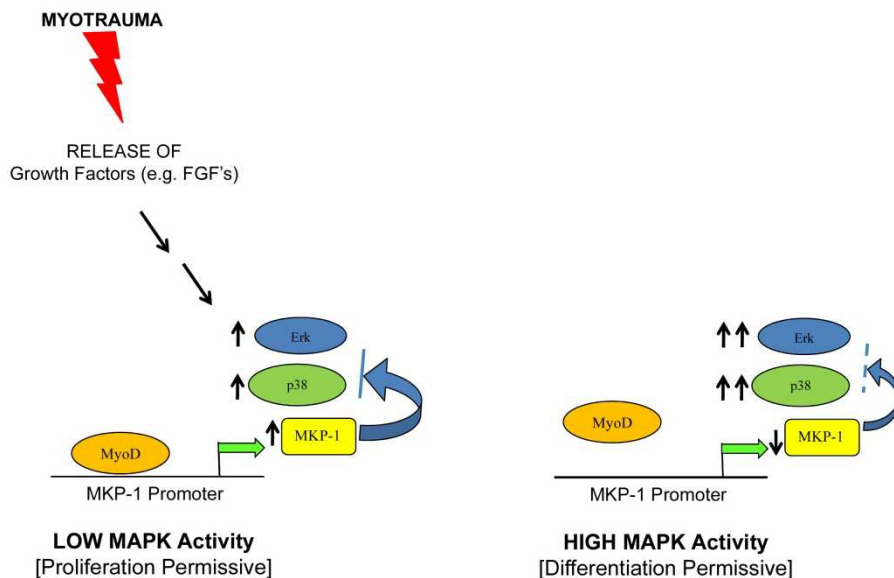 MYOTRAUMA
RELEASE OF
Growth Factors (e.g. FGF's)
Erk
p38
MKP-1
MyoD
MKP-1 Promoter
LOW MAPK Activity
[Proliferation Permissive]
Erk
p38
MKP-1
MyoD
MKP-1 Promoter
HIGH MAPK Activity
[Differentiation Permissive]